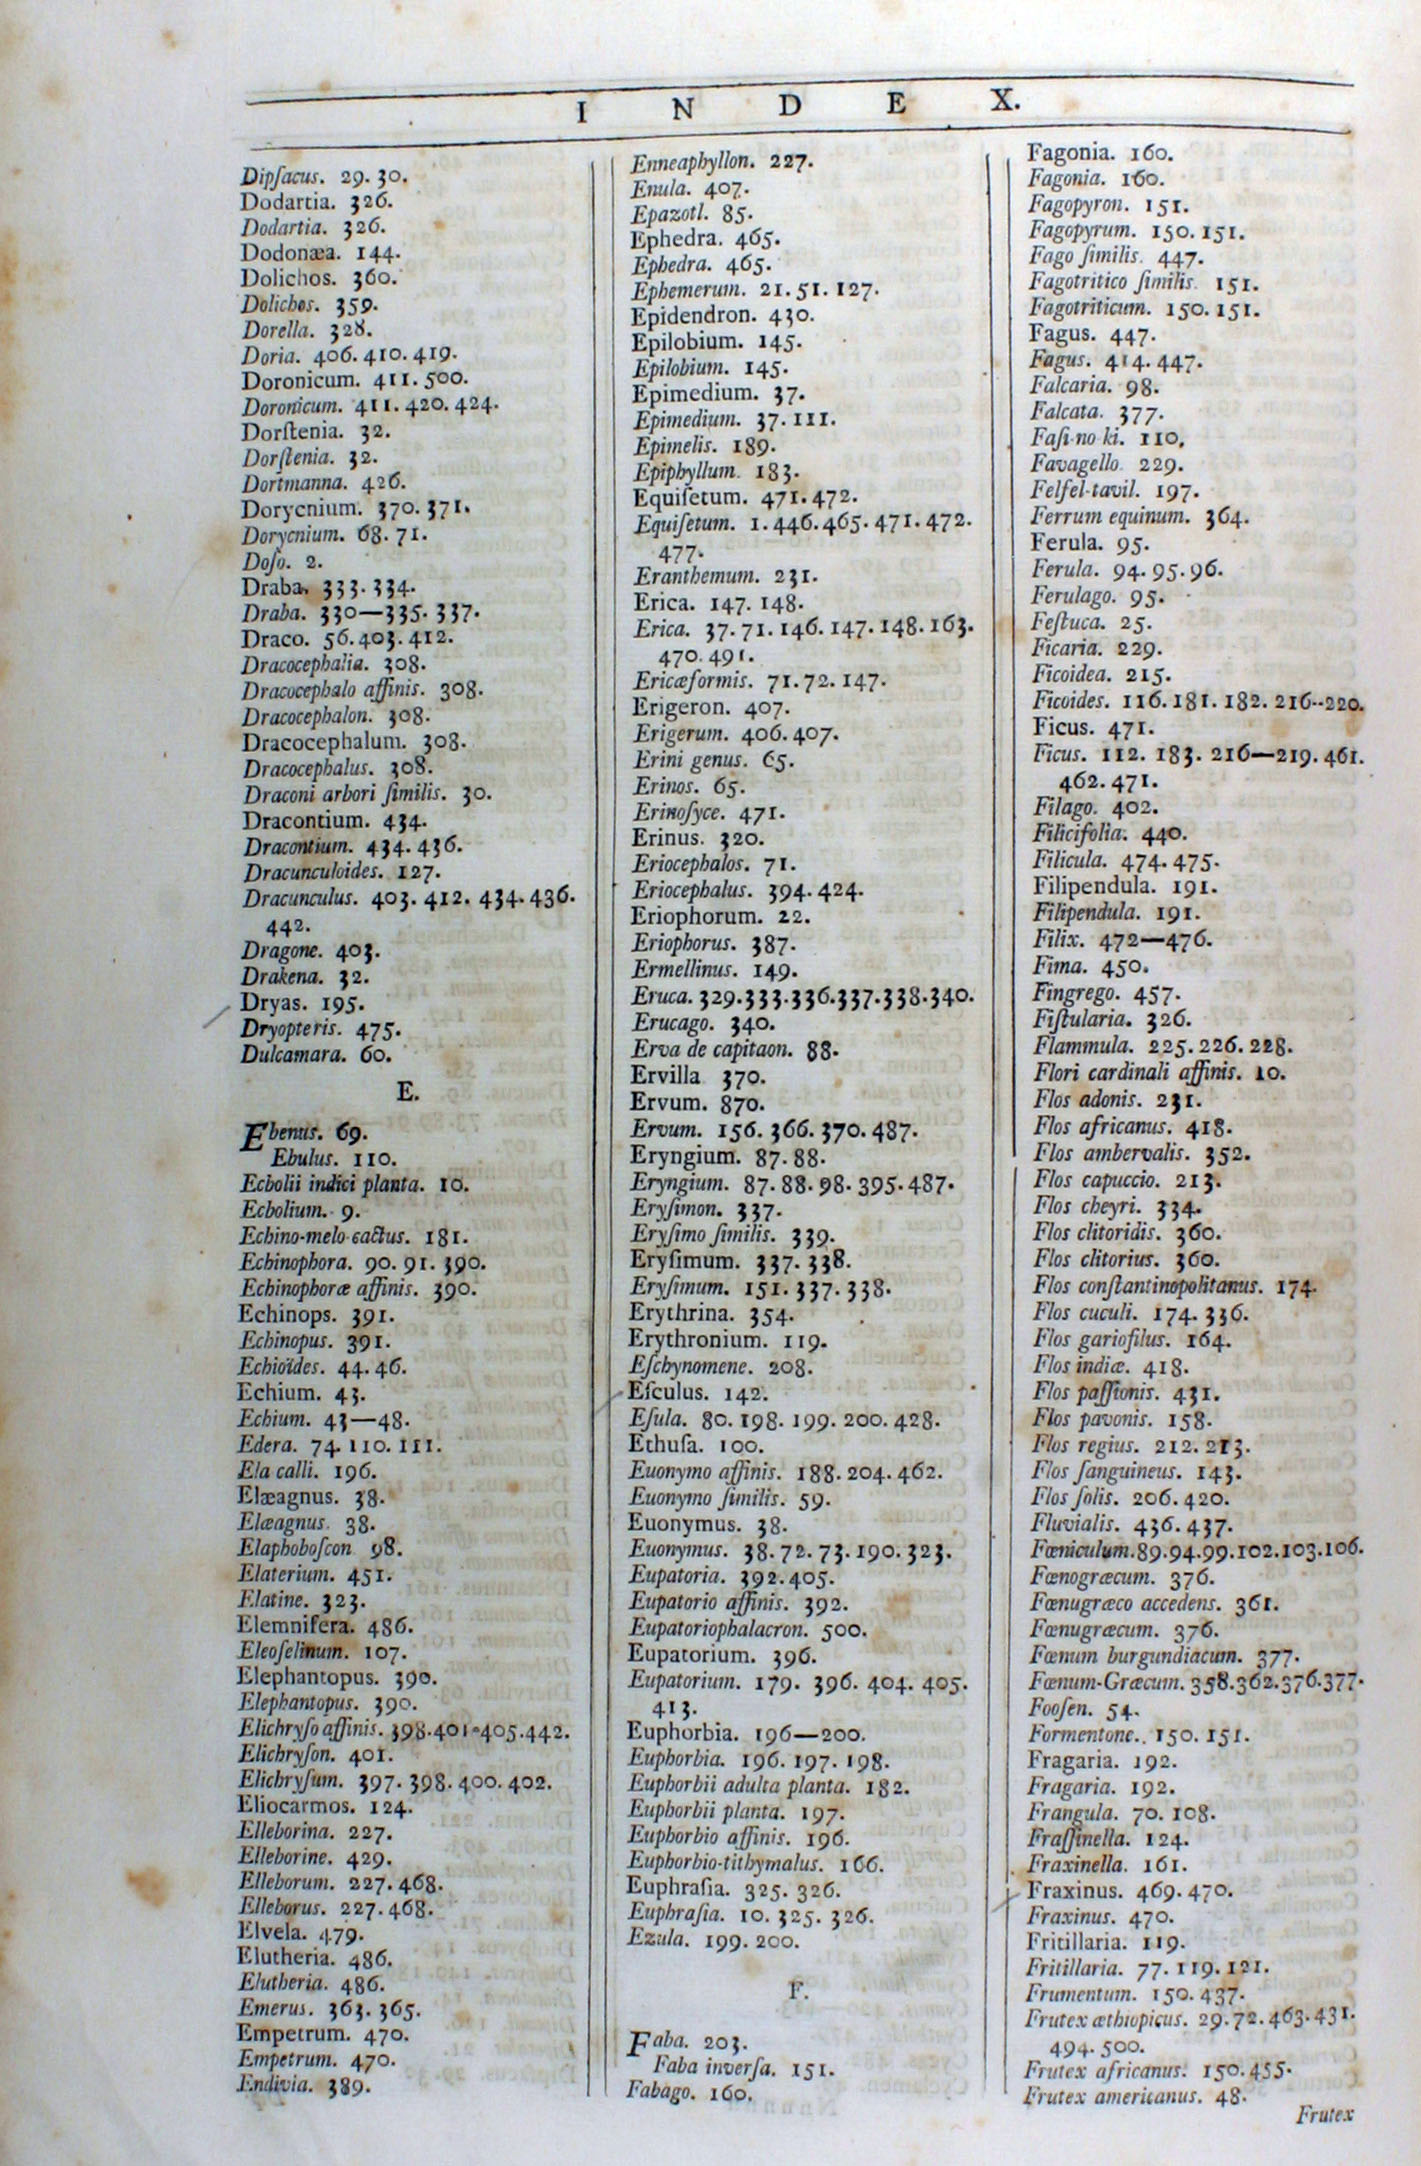 I N D E X.
Dipſacus. 29. 30.
Dodartia. 326.
Dodartia. 326.
Dodonæa. 144.
Dolichos. 360.
Dolichos. 359.
Dorella. 328.
Doria. 406. 410. 419.
Doronicum. 411. 500.
Doronicum. 411. 420. 424.
Dorſtenia. 32.
Dorſtenia. 32.
Dortmanna. 426.
Dorycnium. 370. 371.
Dorycnium. 68. 71.
Doſo. 2.
Draba. 333. 334.
Draba. 330—335. 337.
Draco. 56. 403. 412.
Dracocephalia. 308.
Dracocephalo affinis. 308.
Dracocephalon. 308.
Dracocephalum. 308.
Dracocephalus. 308.
Draconi arbori ſimilis. 30.
Dracontium. 434.
Dracontium. 434. 436.
Dracunculoides. 127.
Dracunculus. 403. 412. 434. 436.
442.
Dragone. 403.
Drakena. 32.
Dryas. 195.
Dryopteris. 475.
Dulcamara. 60.
E.
Ebenus. 69.
Ebulus. 110.
Ecbolii indici planta. 10.
Ecbolium. 9.
Echino-melo-cactus. 181.
Echinophora. 90. 91. 390.
Echinophoræ affinis. 390.
Echinops. 391.
Echinopus. 391.
Echioïdes. 44. 46.
Echium. 43.
Echium. 43—48.
Edera. 74. 110. 111.
Ela calli. 196.
Elæagnus. 38.
Elæagnus. 38.
Elaphoboſcon 98.
Elaterium. 451.
Elatine. 323.
Elemnifera. 486.
Eleoſelinum. 107.
Elephantopus. 390.
Elephantopus. 390.
Elichryſo affinis. 398. 401-405. 442.
Elichryſon. 401.
Elichryſum. 397. 398. 400. 402.
Eliocarmos. 124.
Elleborina. 227.
Elleborine. 429.
Elleborum. 227. 468.
Elleborus. 227. 468.
Elvela. 479.
Elutheria. 486.
Elutheria. 486.
Emerus. 363. 365.
Empetrum. 470.
Empetrum. 470.
Endivia. 389.
Enneaphyllon. 227.
Enula. 407.
Epazotl. 85.
Ephedra. 465.
Ephedra. 465.
Ephemerum. 21. 51. 127.
Epidendron. 430.
Epilobium. 145.
Epilobium. 145.
Epimedium. 37.
Epimedium. 37. 111.
Epimelis. 189.
Epiphyllum. 183.
Equiſetum. 471. 472.
Equiſetum. 1. 446. 465. 471. 472.
477.
Eranthemum. 231.
Erica. 147. 148.
Erica. 37. 71. 146. 147. 148. 163.
470. 491.
Ericæformis. 71. 72. 147.
Erigeron. 407.
Erigerum. 406. 407.
Erini genus. 65.
Erinos. 65.
Erinoſyce. 471.
Erinus. 320.
Eriocephalos. 71.
Eriocephalus. 394. 424.
Eriophorum. 22.
Eriophorus. 387.
Ermellinus. 149.
Eruca. 329. 333. 336. 337. 338. 340.
Erucago. 340.
Erva de capitaon. 88.
Ervilla 370.
Ervum. 870.
Ervum. 156. 366. 370. 487.
Eryngium. 87. 88.
Eryngium. 87. 88. 98. 395. 487.
Eryſimon. 337.
Eryſimo ſimilis. 339.
Eryſimum. 337. 338.
Eryſimum. 151. 337. 338.
Erythrina. 354.
Erythronium. 119.
Eſchynomene. 208.
Eſculus. 142.
Eſula. 80. 198. 199. 200. 428.
Ethuſa. 100.
Euonymo affinis. 188. 204. 462.
Euonymo ſimilis. 59.
Euonymus. 38.
Euonymus. 38. 72. 73. 190. 323.
Eupatoria. 392. 405.
Eupatorio affinis. 392.
Eupatoriophalacron. 500.
Eupatorium. 396.
Eupatorium. 179. 396. 404. 405.
413.
Euphorbia. 196—200.
Euphorbia. 196. 197. 198.
Euphorbii adulta planta. 182.
Euphorbii planta. 197.
Euphorbio affinis. 196.
Euphorbio-tithymalus. 166.
Euphraſia. 325. 326.
Euphraſia. 10. 325. 326.
Ezula. 199. 200.
F.
Faba. 203.
Faba inverſa. 151.
Fabago. 160.
Fagonia. 160.
Fagonia. 160.
Fagopyron. 151.
Fagopyrum. 150. 151.
Fago ſimilis. 447.
Fagotritico ſimilis. 151.
Fagotriticum. 150. 151.
Fagus. 447.
Fagus. 414. 447.
Falcaria. 98.
Falcata. 377.
Faſi-no-ki. 110.
Favagello 229.
Felfel-tavil. 197.
Ferrum equinum. 364.
Ferula. 95.
Ferula. 94. 95. 96.
Ferulago. 95.
Feſtuca. 25.
Ficaria. 229.
Ficoidea. 215.
Ficoides. 116. 181. 182. 216--220.
Ficus. 471.
Ficus. 112. 183. 216—219. 461.
462. 471.
Filago. 402.
Filicifolia. 440.
Filicula. 474. 475.
Filipendula. 191.
Filipendula. 191.
Filix. 472—476.
Fima. 450.
Fingrego. 457.
Fiſtularia. 326.
Flammula. 225. 226. 228.
Flori cardinali affinis. 10.
Flos adonis. 231.
Flos africanus. 418.
Flos ambervalis. 352.
Flos capuccio. 213.
Flos cheyri. 334.
Flos clitoridis. 360.
Flos clitorius. 360.
Flos conſtantinopolitanus. 174.
Flos cuculi. 174. 336.
Flos gariofilus. 164.
Flos indiæ. 418.
Flos paſſionis. 431.
Flos pavonis. 158.
Flos regius. 212. 213.
Flos ſanguineus. 143.
Flos ſolis. 206. 420.
Fluvialis. 436. 437.
Fœniculum. 89. 94. 99. 102. 103. 106.
Fœnogræcum. 376.
Fœnugræco accedens. 361.
Fœnugræcum. 376.
Fœnum burgundiacum. 377.
Fœnum-Græcum. 358. 362. 376. 377.
Fooſen. 54.
Formentone. 150. 151.
Fragaria. 192.
Fragaria. 192.
Frangula. 70. 108.
Fraſſinella. 124.
Fraxinella. 161.
Fraxinus. 469. 470.
Fraxinus. 470.
Fritillaria. 119.
Fritillaria. 77. 119. 121.
Frumentum. 150. 437.
Frutex æthiopicus. 29. 72. 463. 431.
494. 500.
Frutex africanus. 150. 455.
Frutex americanus. 48.
Frutex